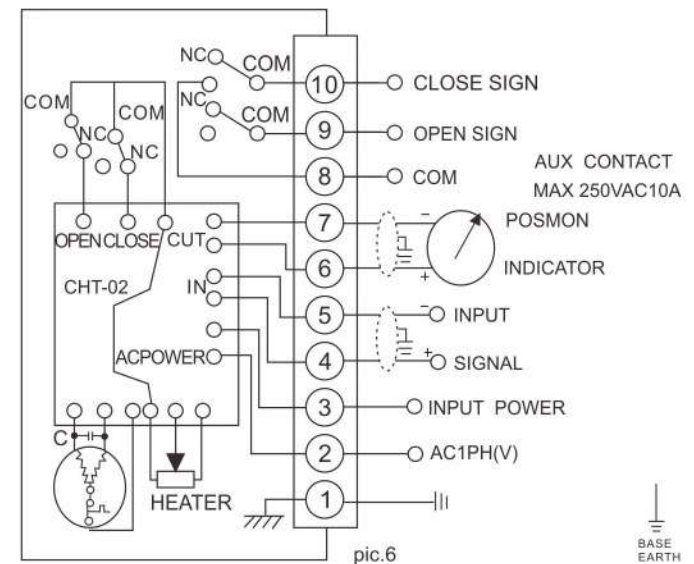 NC COM
10 CLOSE SIGN
COM
NC COM
NC COM
9 OPEN SIGN
NC
8 COM
AUX CONTACT
MAX 250VAC10A
7 − POSMON
OPEN CLOSE CUT
6 + INDICATOR
CHT-02
IN
5 − INPUT
4 + SIGNAL
ACPOWER
3 INPUT POWER
2 AC1PH(V)
C
HEATER
1
BASE
EARTH
pic.6